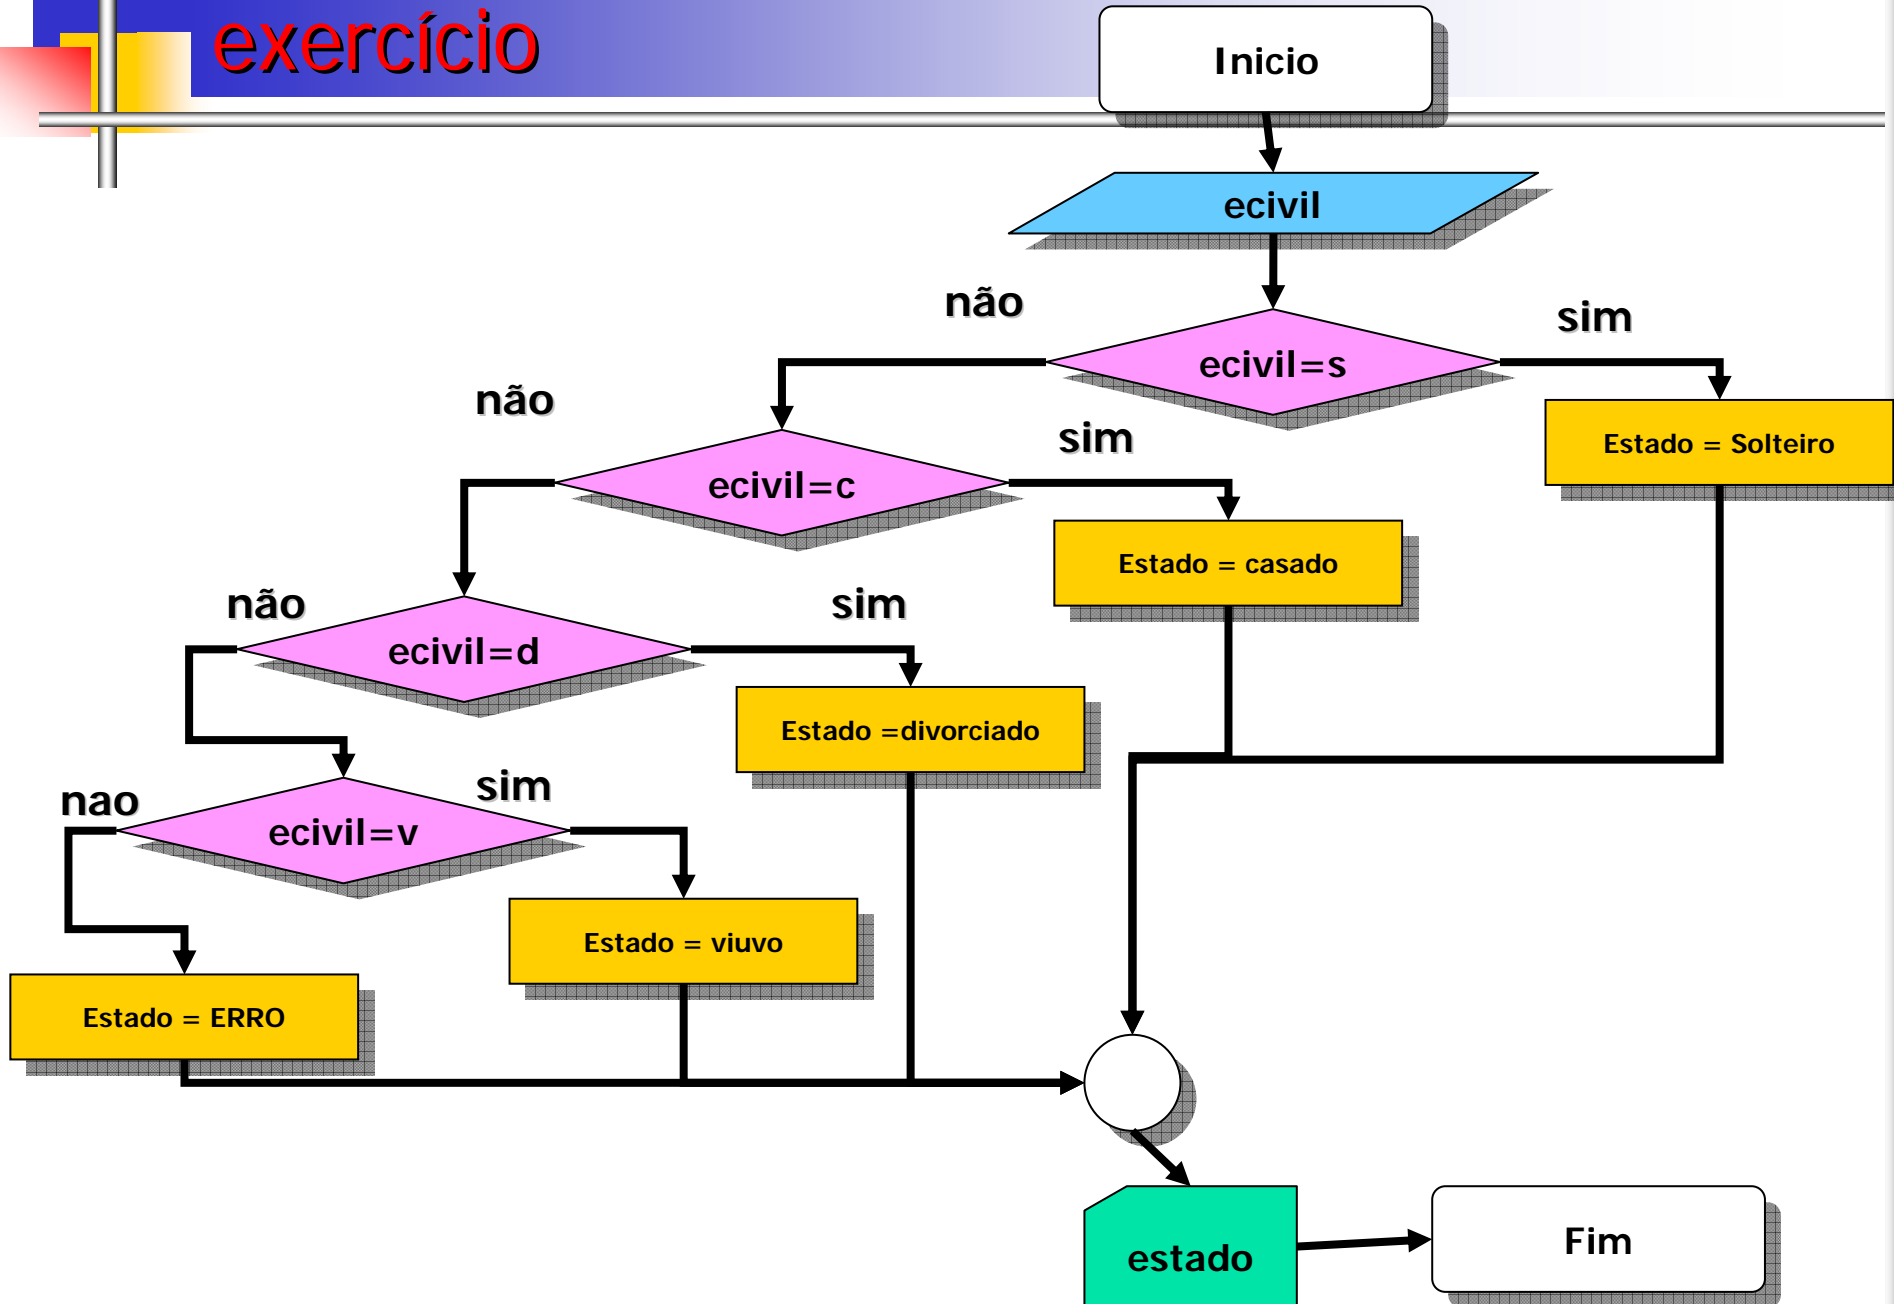 exercício
Inicio
ecivil
não
sim
ecivil=s
não
sim
Estado = Solteiro
ecivil=c
Estado = casado
não
sim
ecivil=d
Estado =divorciado
nao
sim
ecivil=v
Estado = viuvo
Estado = ERRO
estado
Fim